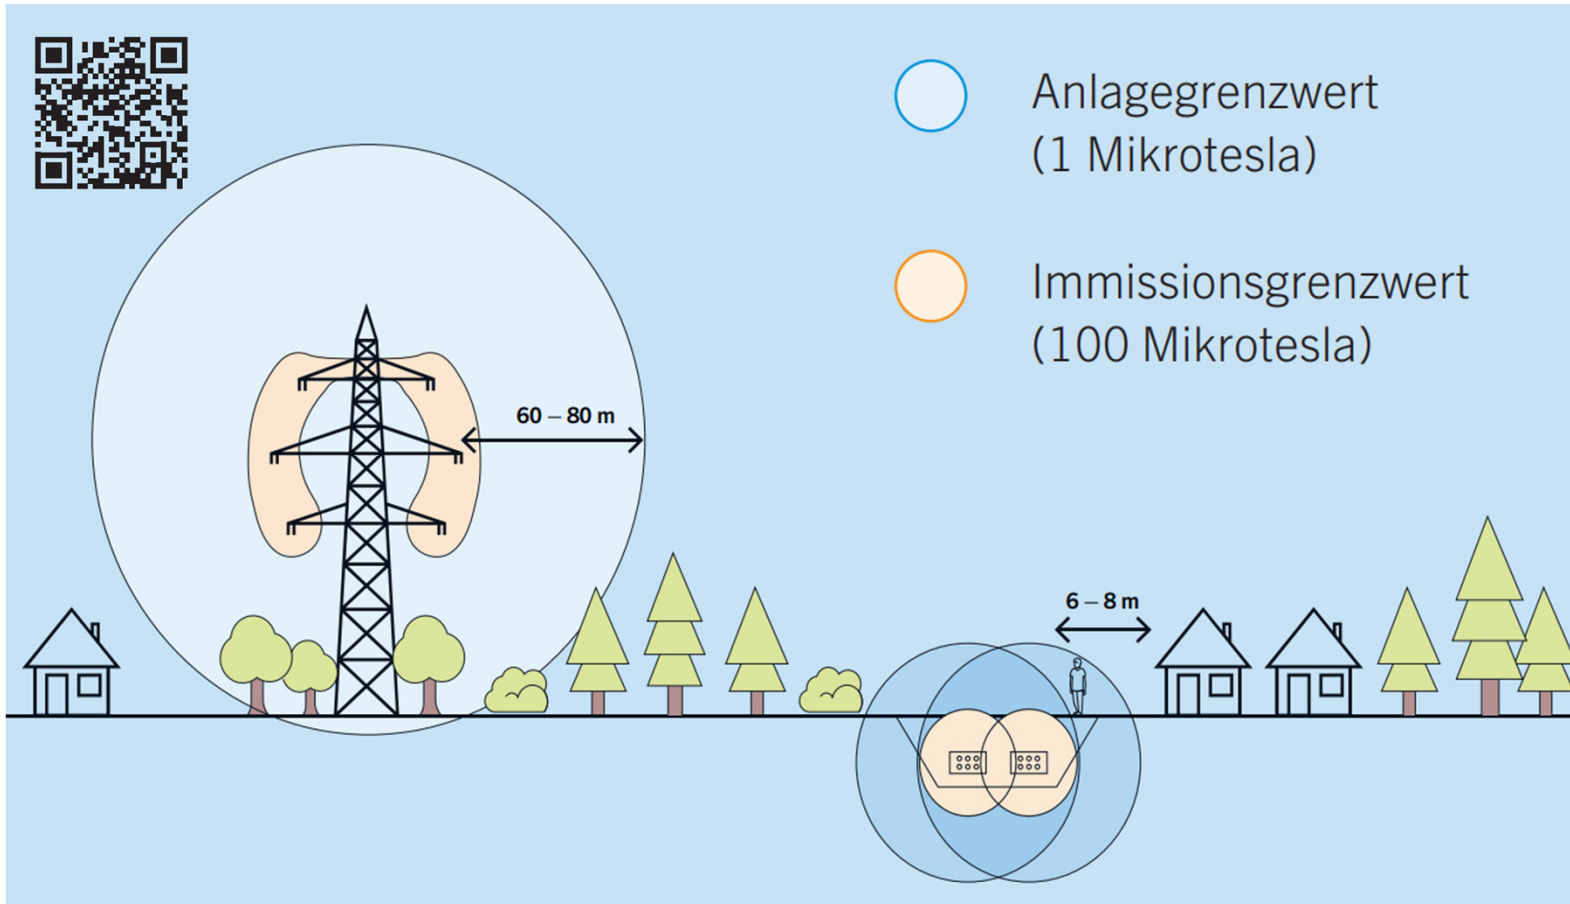 Anlagegrenzwert
(1 Mikrotesla)
Immissionsgrenzwert
(100 Mikrotesla)
60 – 80 m
6 – 8 m